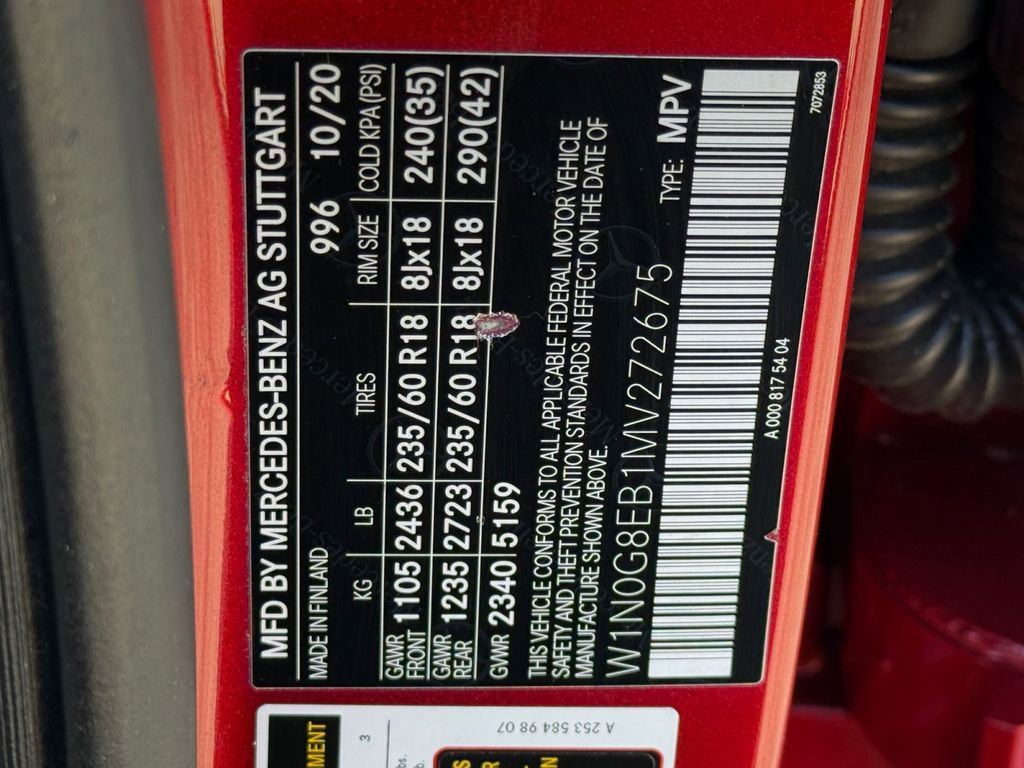 MFD BY MERCEDES-BENZ AG STUTTGART
MADE IN FINLAND 996 10/20
KG LB TIRES RIM SIZE COLD KPA(PSI)
GAWR FRONT 1105 2436 235/60 R18 8Jx18 240(35)
GAWR REAR 1235 2723 235/60 R18 8Jx18 290(42)
GVWR 2340 5159
THIS VEHICLE CONFORMS TO ALL APPLICABLE FEDERAL MOTOR VEHICLE
SAFETY AND THEFT PREVENTION STANDARDS IN EFFECT ON THE DATE OF
MANUFACTURE SHOWN ABOVE.
W1N0G8EB1MV272675 TYPE: MPV
A 000 817 54 04
7072853
A 253 584 98 07
3